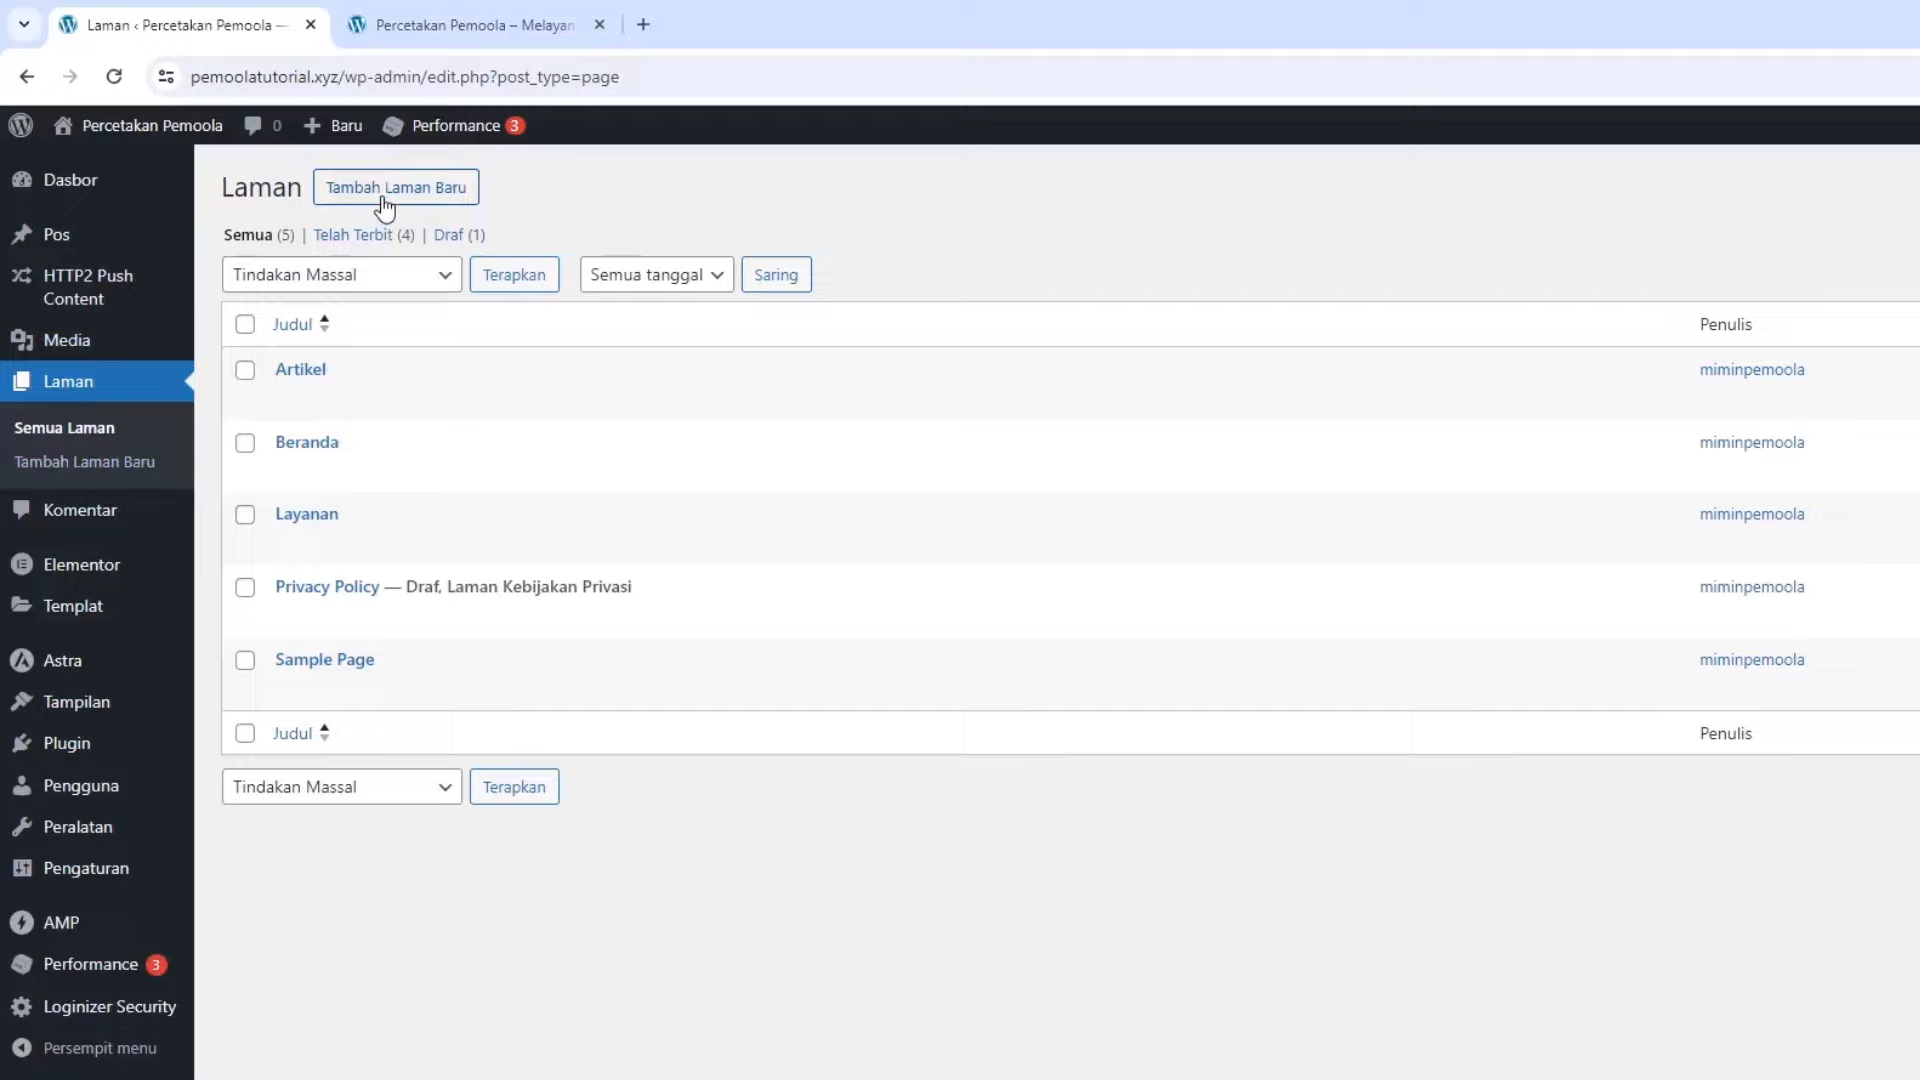 Laman ‹ Percetakan Pemoola —
Percetakan Pemoola – Melayan
pemoolatutorial.xyz/wp-admin/edit.php?post_type=page
Percetakan Pemoola 0 Baru Performance 3
Dasbor
Pos
HTTP2 Push
Content
Media
Laman
Semua Laman
Tambah Laman Baru
Komentar
Elementor
Templat
Astra
Tampilan
Plugin
Pengguna
Peralatan
Pengaturan
AMP
Performance 3
Loginizer Security
Persempit menu
Laman Tambah Laman Baru
Semua (5) | Telah Terbit (4) | Draf (1)
Tindakan Massal Terapkan Semua tanggal Saring
Judul Penulis
Artikel miminpemoola
Beranda miminpemoola
Layanan miminpemoola
Privacy Policy — Draf, Laman Kebijakan Privasi miminpemoola
Sample Page miminpemoola
Judul Penulis
Tindakan Massal Terapkan